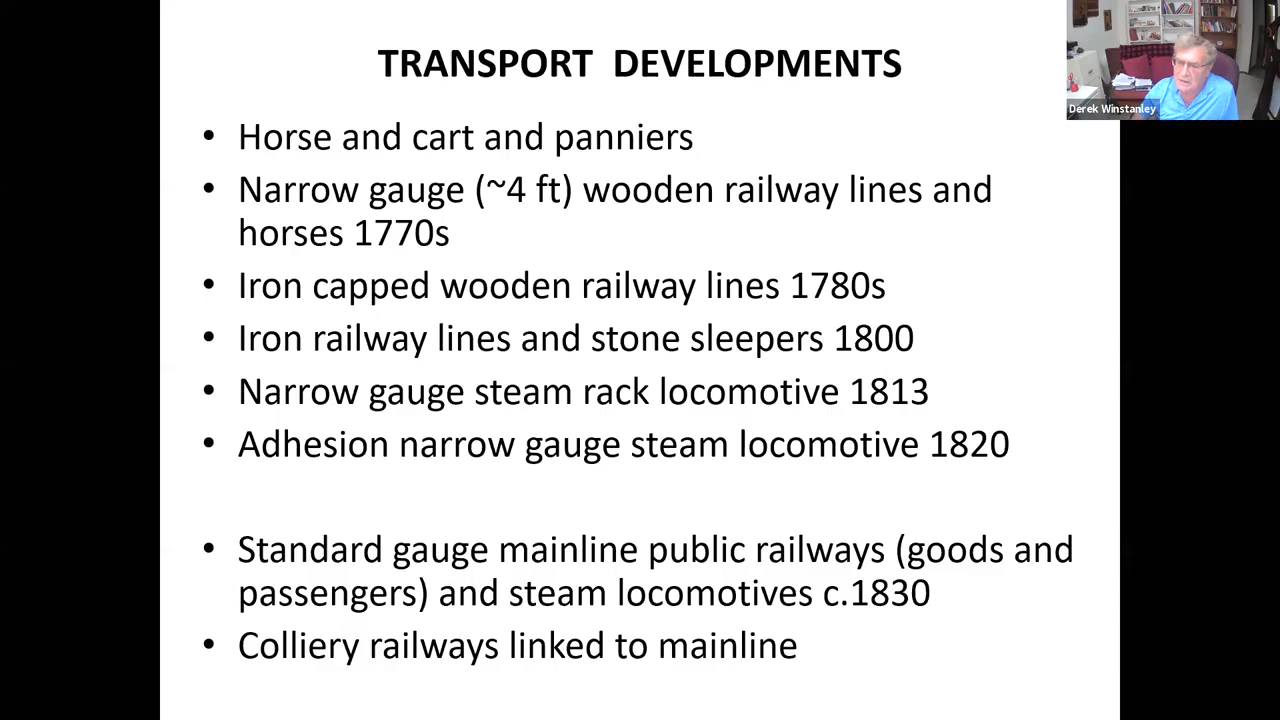 TRANSPORT DEVELOPMENTS
• Horse and cart and panniers
• Narrow gauge (~4 ft) wooden railway lines and
horses 1770s
• Iron capped wooden railway lines 1780s
• Iron railway lines and stone sleepers 1800
• Narrow gauge steam rack locomotive 1813
• Adhesion narrow gauge steam locomotive 1820
• Standard gauge mainline public railways (goods and
passengers) and steam locomotives c.1830
• Colliery railways linked to mainline
Derek Winstanley